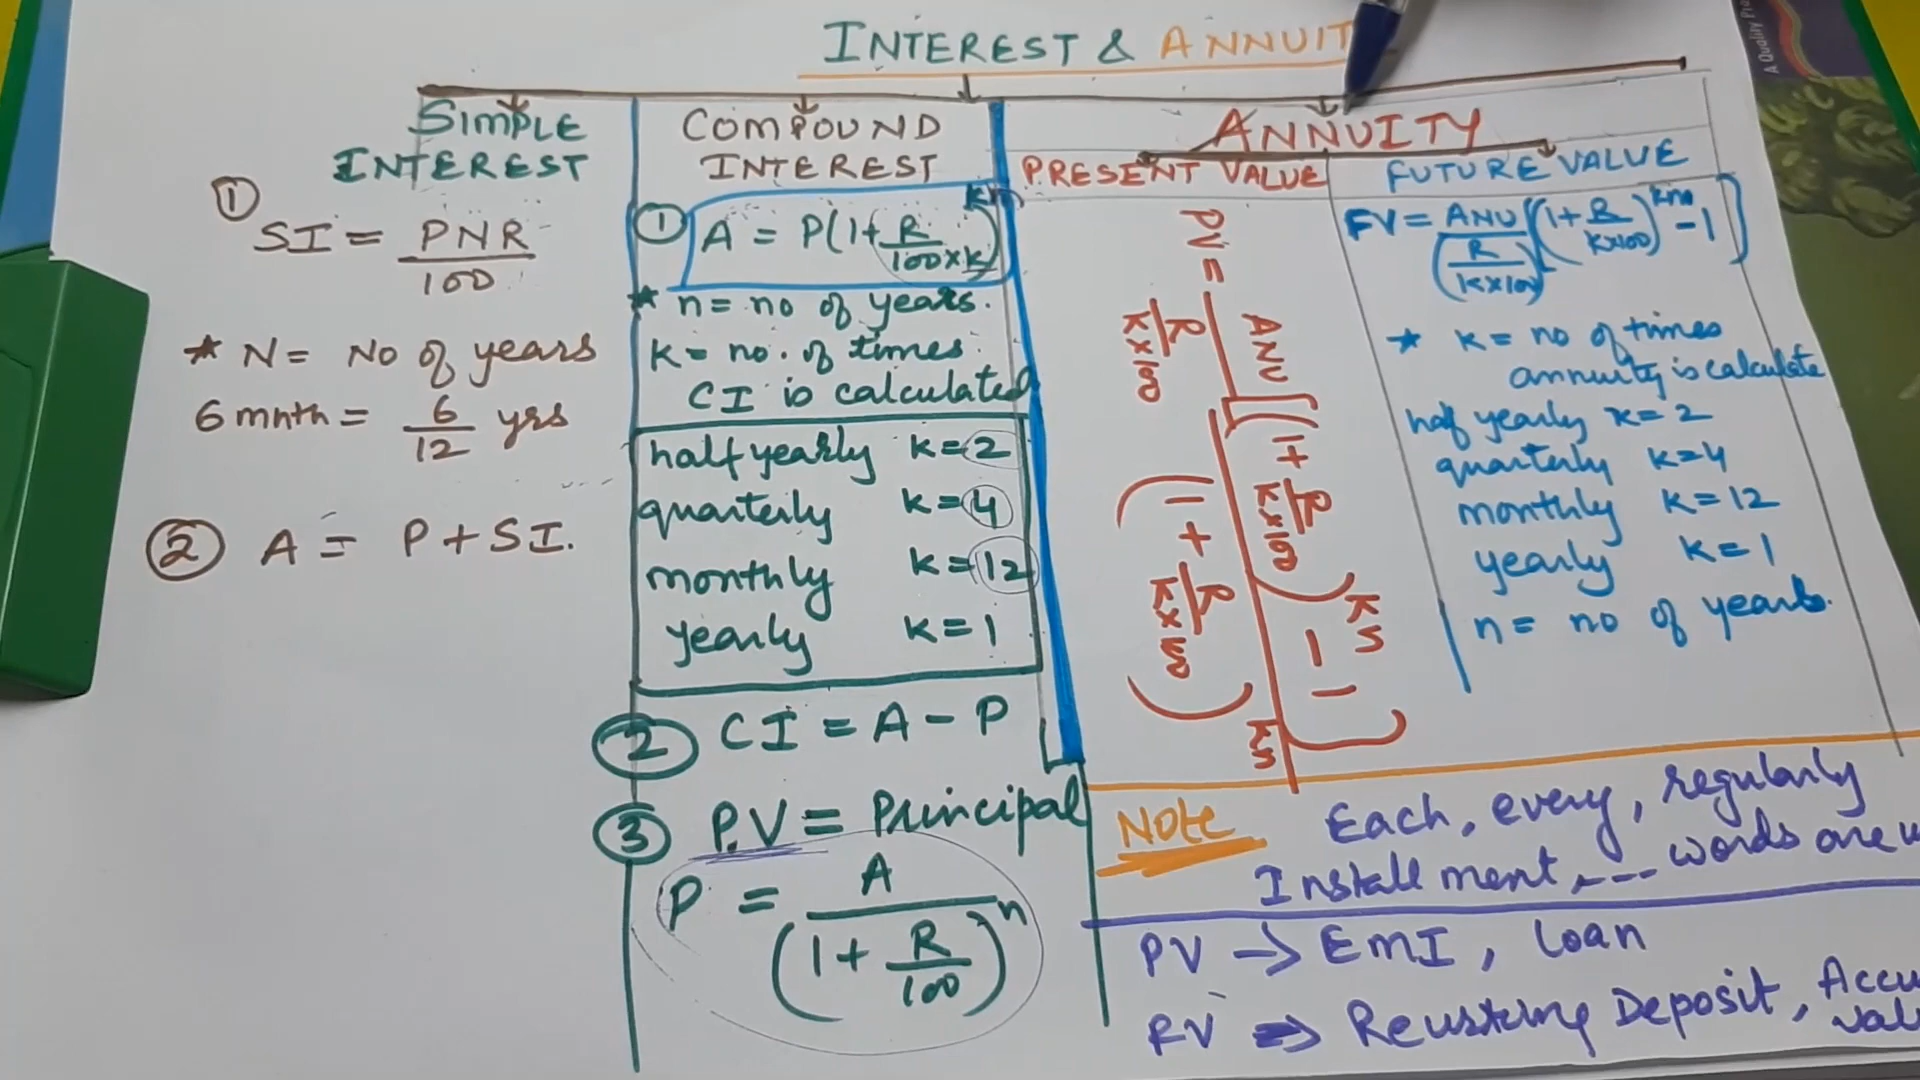 INTEREST & ANNUIT
SIMPLE
INTEREST
① SI = PNR / 100
* N = No of years
6 mnth = 6/12 yrs
② A = P + SI.
COMPOUND
INTEREST
① A = P(1 + R/(100×k))^kn
* n = no of years.
k = no. of times
CI is calculated
half yearly k = 2
quarterly k = 4
monthly k = 12
yearly k = 1
② CI = A - P
③ P.V = Principal
P = A / (1 + R/100)^n
ANNUITY
PRESENT VALUE
PV = ANU[(1 + R/(k×100))^kn - 1] / R/(k×100) (1 + R/(k×100))^kn
FUTURE VALUE
FV = ANU/(R/(k×100)) [(1 + R/(k×100))^kn - 1]
* k = no of times
annuity is calculate
half yearly k = 2
quarterly k = 4
monthly k = 12
yearly k = 1
n = no of years.
Note Each, every, regularly
Installment, --- words are u
PV → EMI, loan
FV ⇒ Deposit, Accu
val
A Quality Pro